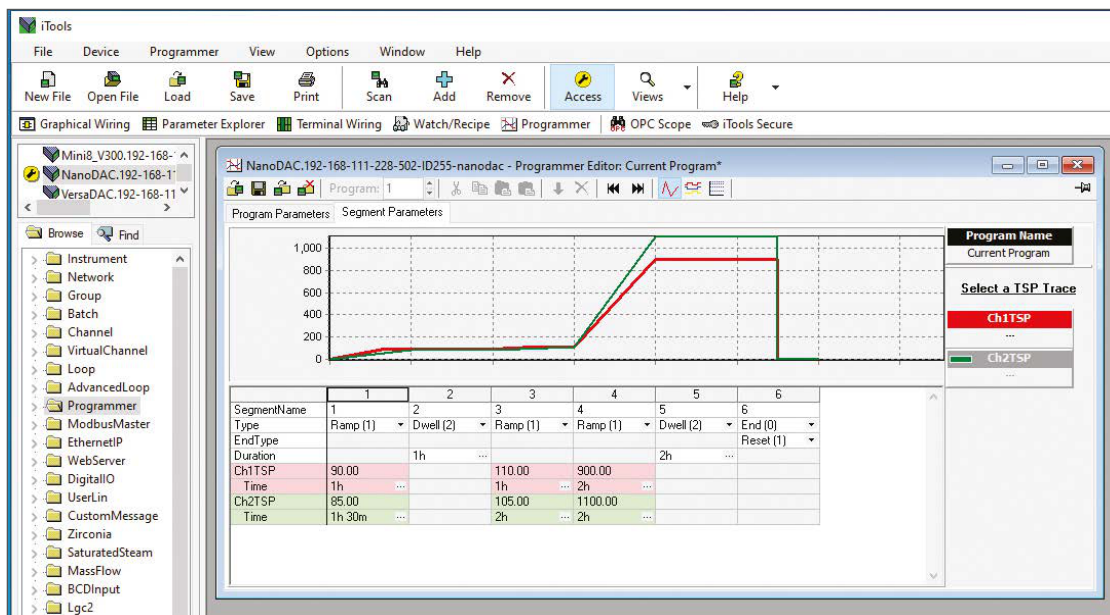 iTools
File Device Programmer View Options Window Help
New File Open File Load Save Print Scan Add Remove Access Views Help
Graphical Wiring Parameter Explorer Terminal Wiring Watch/Recipe Programmer OPC Scope iTools Secure
Mini8_V300.192-168-
NanoDAC.192-168-1
VersaDAC.192-168-11
Browse Find
Instrument
Network
Group
Batch
Channel
VirtualChannel
Loop
AdvancedLoop
Programmer
ModbusMaster
EthernetIP
WebServer
DigitalIO
UserLin
CustomMessage
Zirconia
SaturatedSteam
MassFlow
BCDInput
Lgc2
NanoDAC.192-168-111-228-502-ID255-nanodac - Programmer Editor: Current Program*
Program: 1
Program Parameters Segment Parameters
1,000
800
600
400
200
0
Program Name
Current Program
Select a TSP Trace
Ch1TSP
...
Ch2TSP
...
1 2 3 4 5 6
SegmentName 1 2 3 4 5 6
Type Ramp (1) Dwell (2) Ramp (1) Ramp (1) Dwell (2) End (0)
EndType Reset (1)
Duration 1h ... 2h ...
Ch1TSP 90.00 110.00 900.00
Time 1h ... 1h ... 2h ...
Ch2TSP 85.00 105.00 1100.00
Time 1h 30m ... 2h ... 2h ...